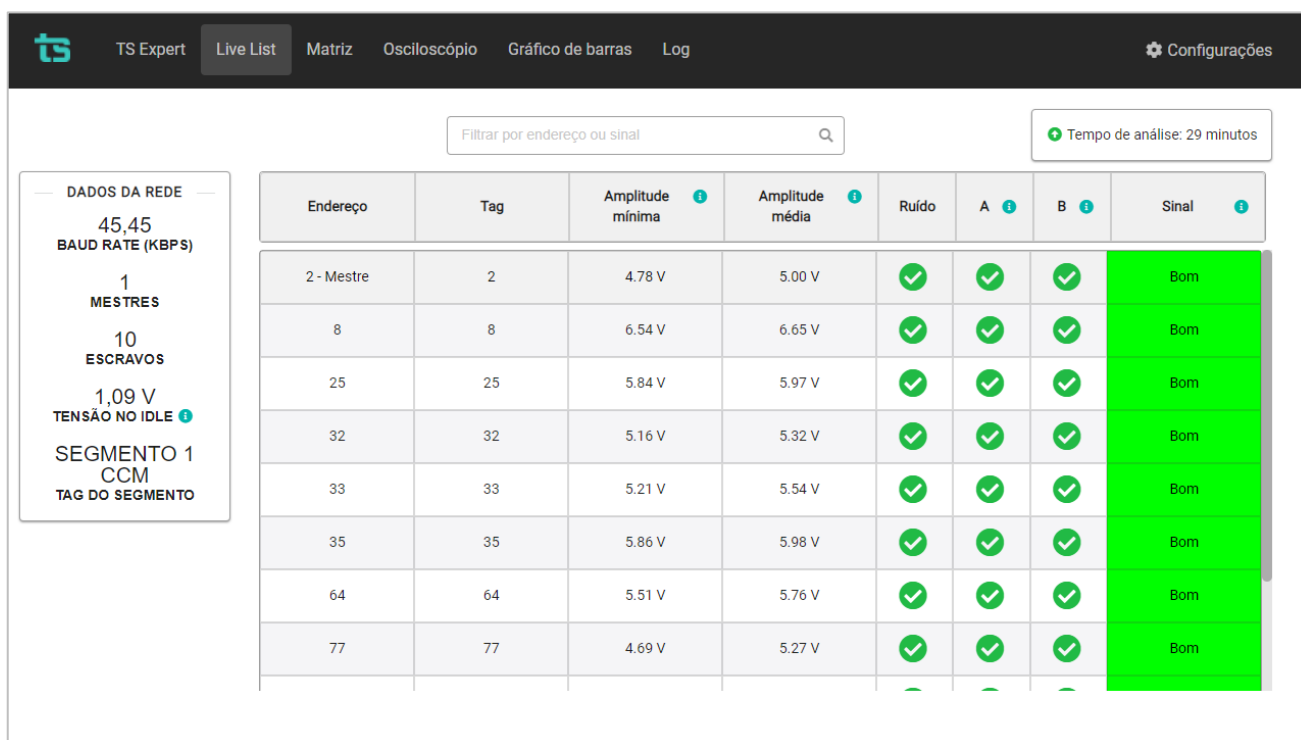 ts TS Expert Live List Matriz Osciloscópio Gráfico de barras Log Configurações
Filtrar por endereço ou sinal
Tempo de análise: 29 minutos
DADOS DA REDE
45,45
BAUD RATE (KBPS)
1
MESTRES
10
ESCRAVOS
1,09 V
TENSÃO NO IDLE
SEGMENTO 1
CCM
TAG DO SEGMENTO
Endereço Tag Amplitude mínima Amplitude média Ruído A B Sinal
2 - Mestre 2 4.78 V 5.00 V Bom
8 8 6.54 V 6.65 V Bom
25 25 5.84 V 5.97 V Bom
32 32 5.16 V 5.32 V Bom
33 33 5.21 V 5.54 V Bom
35 35 5.86 V 5.98 V Bom
64 64 5.51 V 5.76 V Bom
77 77 4.69 V 5.27 V Bom